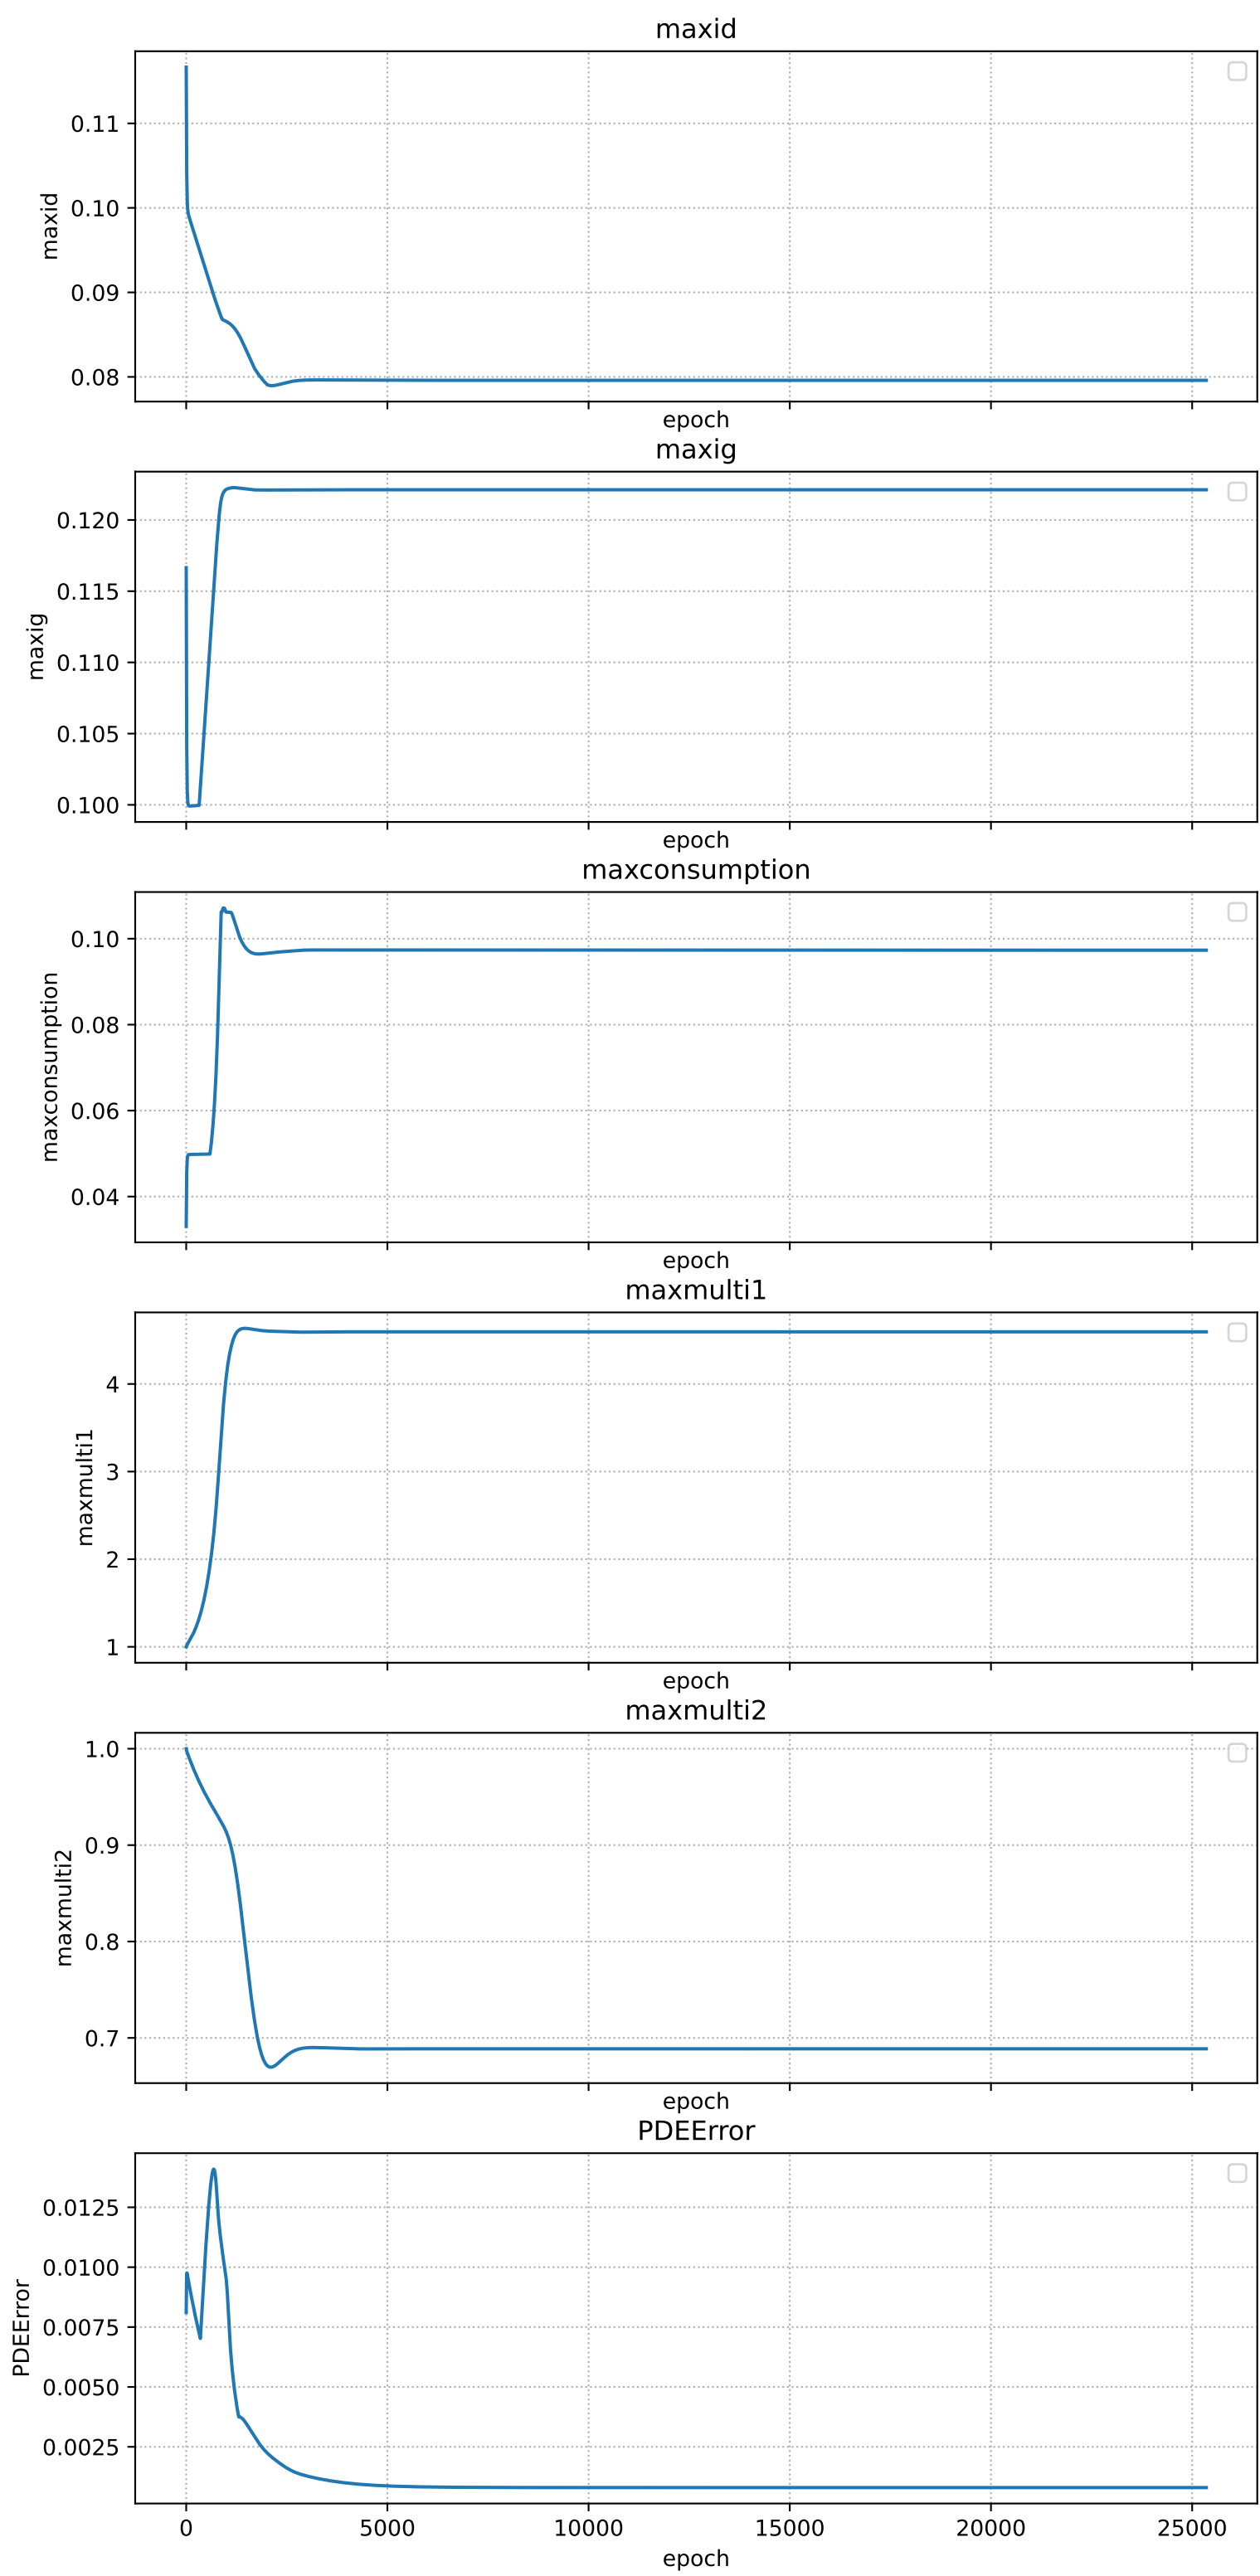 maxid
0.11
0.10
0.09
0.08
maxid
epoch
maxig
0.120
0.115
0.110
0.105
0.100
maxig
epoch
maxconsumption
0.10
0.08
0.06
0.04
maxconsumption
epoch
maxmulti1
4
3
2
1
maxmulti1
epoch
maxmulti2
1.0
0.9
0.8
0.7
maxmulti2
epoch
PDEError
0.0125
0.0100
0.0075
0.0050
0.0025
PDEError
0 5000 10000 15000 20000 25000
epoch